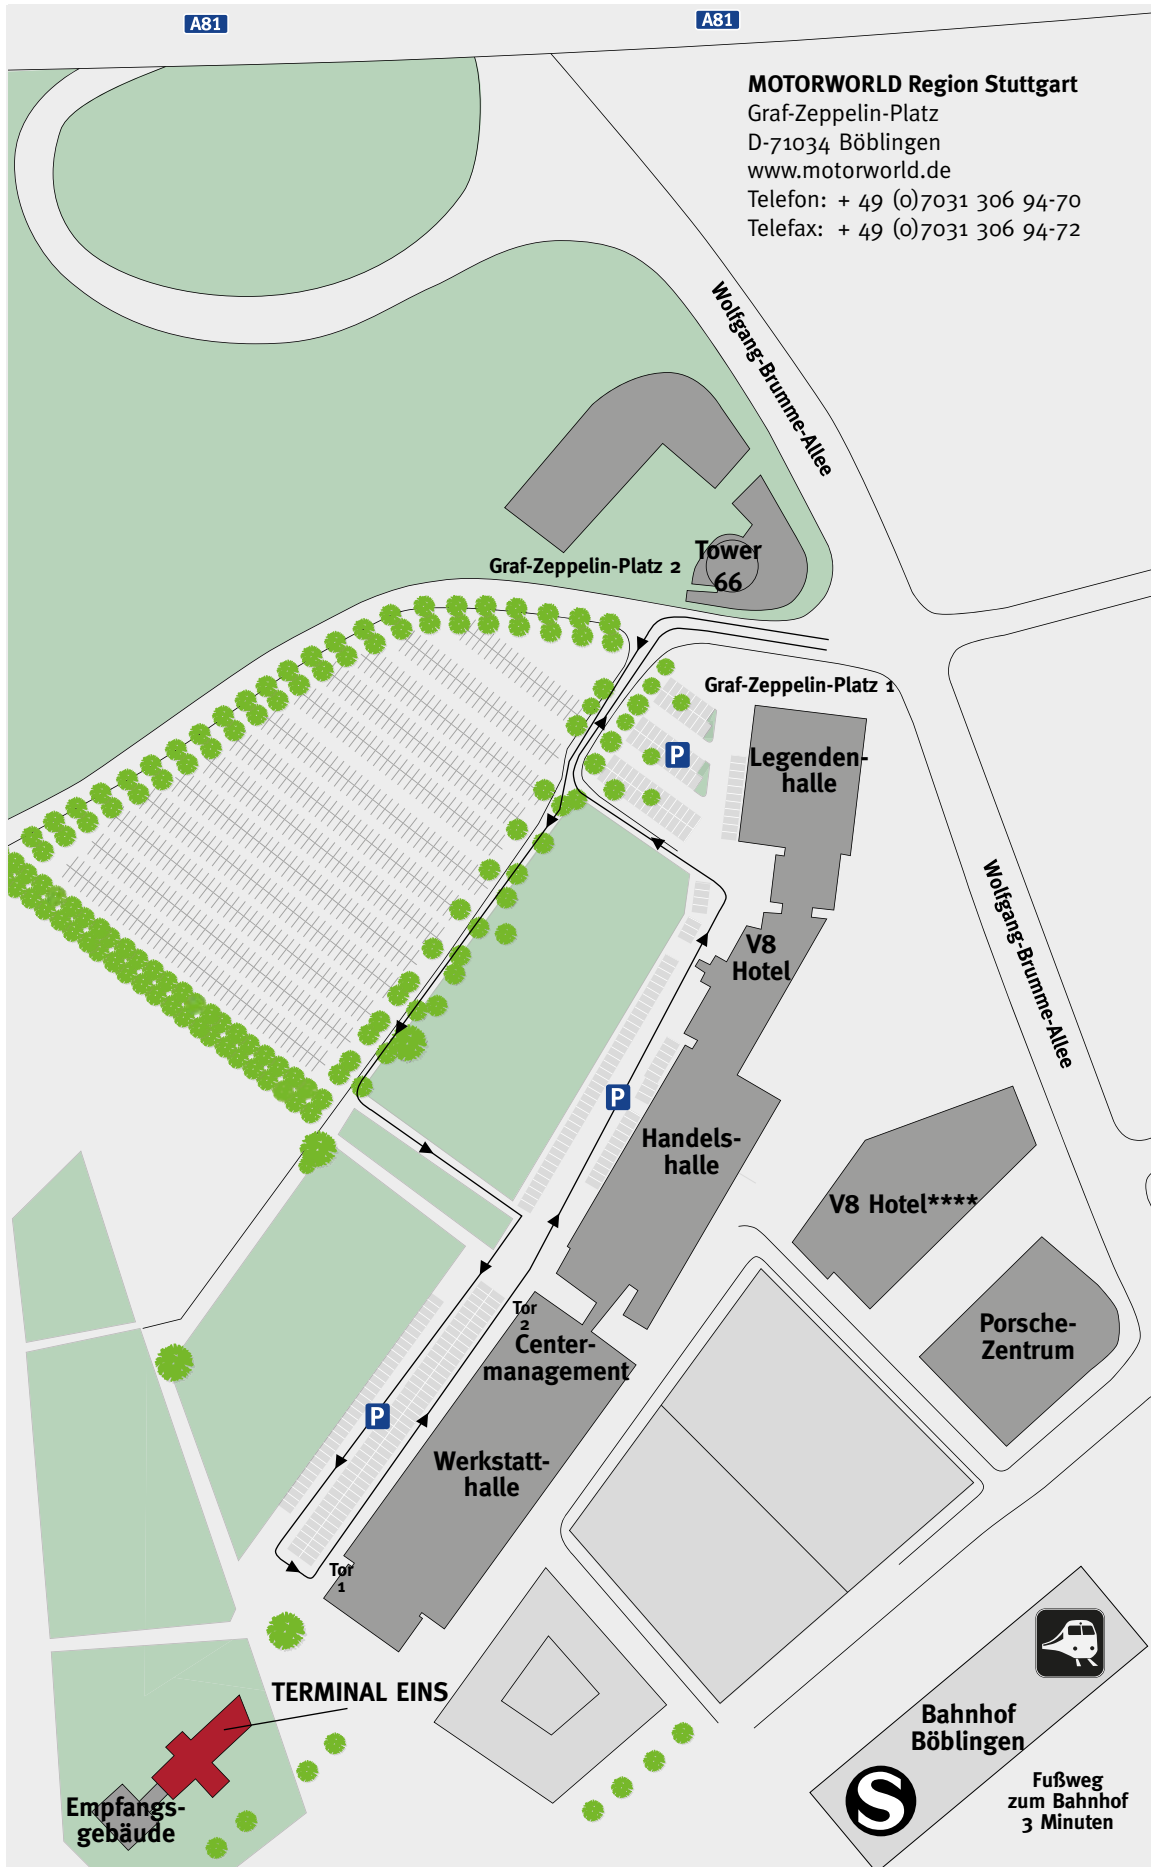 A81
A81
MOTORWORLD Region Stuttgart
Graf-Zeppelin-Platz
D-71034 Böblingen
www.motorworld.de
Telefon: + 49 (0)7031 306 94-70
Telefax: + 49 (0)7031 306 94-72
Wolfgang-Brumme-Allee
Tower
66
Graf-Zeppelin-Platz 2
Graf-Zeppelin-Platz 1
P
Legenden-
halle
Wolfgang-Brumme-Allee
V8
Hotel
P
Handels-
halle
V8 Hotel****
Tor
2
Center-
management
Porsche-
Zentrum
P
Werkstatt-
halle
Tor
1
TERMINAL EINS
Bahnhof
Böblingen
S
Fußweg
zum Bahnhof
3 Minuten
Empfangs-
gebäude